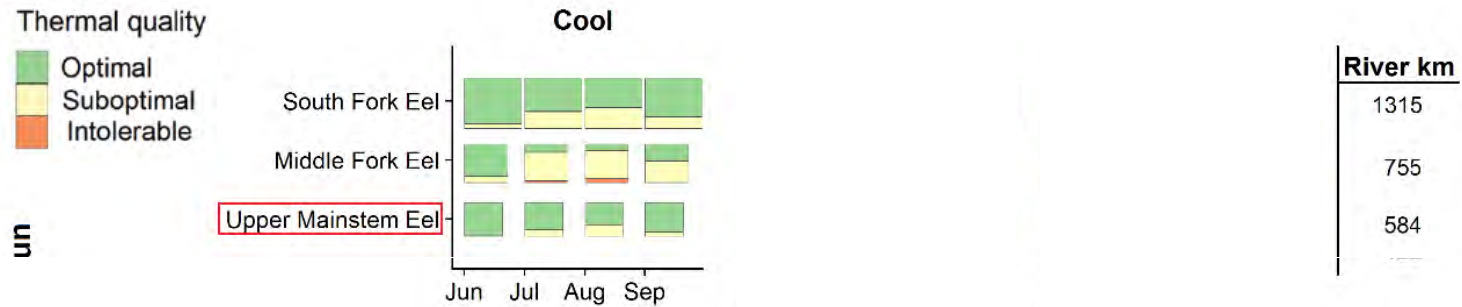 Thermal quality
Optimal
Suboptimal
Intolerable
Cool
River km
South Fork Eel
1315
Middle Fork Eel
755
Upper Mainstem Eel
584
un
Jun Jul Aug Sep